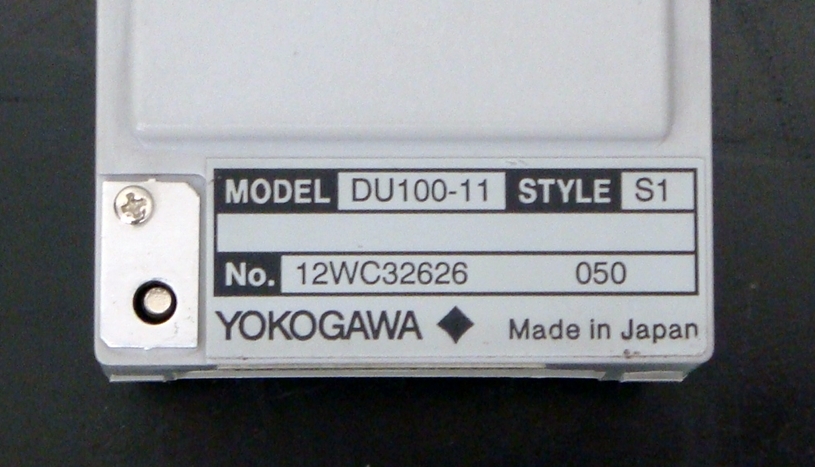 MODEL DU100-11 STYLE S1
No. 12WC32626 050
YOKOGAWA Made in Japan